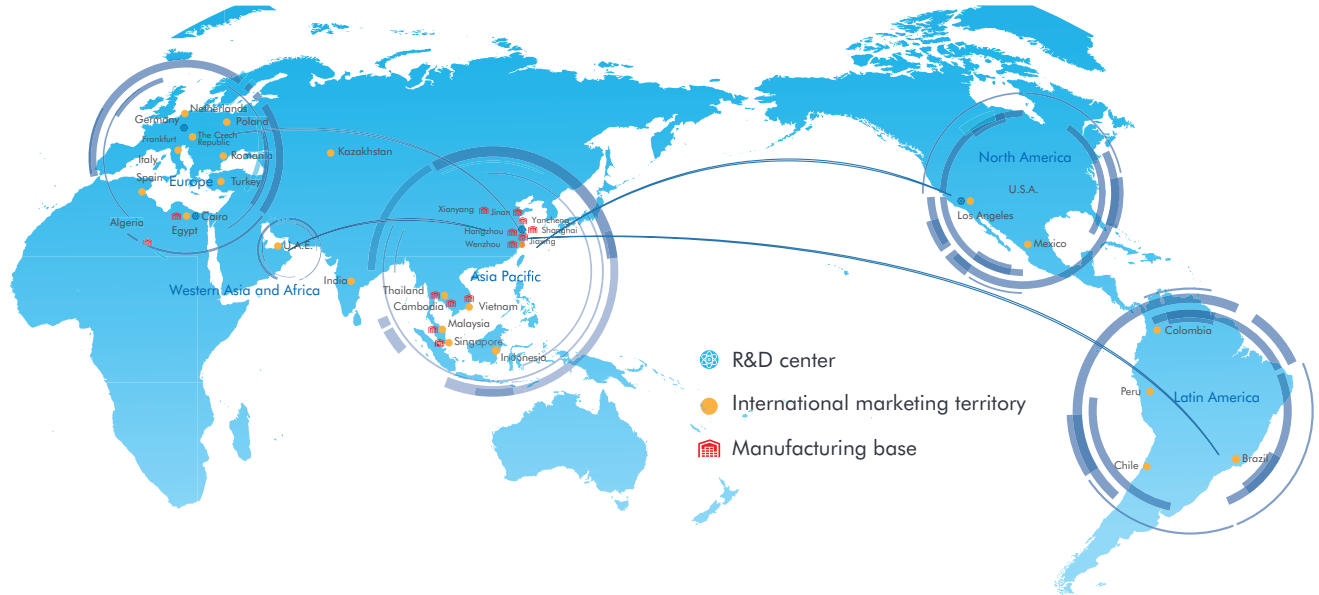 Netherlands
Germany
Poland
Frankfurt
The Czech
Republic
Italy
Romania
Spain
Europe
Turkey
Kazakhstan
Algeria
Cairo
Egypt
U.A.E.
Western Asia and Africa
India
Xianyang
Jinan
Yancheng
Hangzhou
Shanghai
Jiaxing
Wenzhou
Asia Pacific
Thailand
Cambodia
Vietnam
Malaysia
Singapore
Indonesia
North America
U.S.A.
Los Angeles
Mexico
Colombia
Peru
Latin America
Chile
Brazil
R&D center
International marketing territory
Manufacturing base